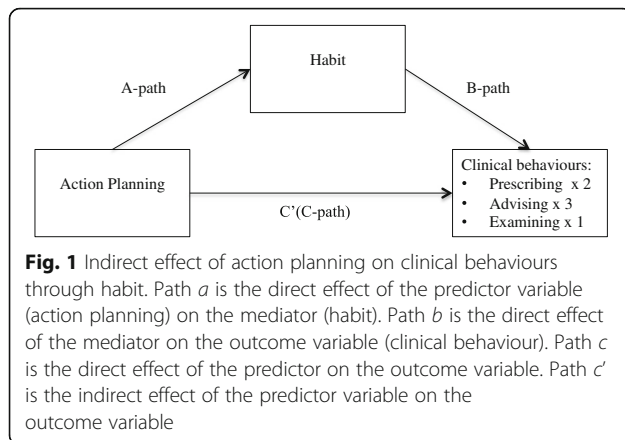 Habit
A-path
B-path
Action Planning
Clinical behaviours:
• Prescribing x 2
• Advising x 3
• Examining x 1
C'(C-path)
Fig. 1 Indirect effect of action planning on clinical behaviours
through habit. Path a is the direct effect of the predictor variable
(action planning) on the mediator (habit). Path b is the direct effect
of the mediator on the outcome variable (clinical behaviour). Path c
is the direct effect of the predictor on the outcome variable. Path c'
is the indirect effect of the predictor variable on the
outcome variable